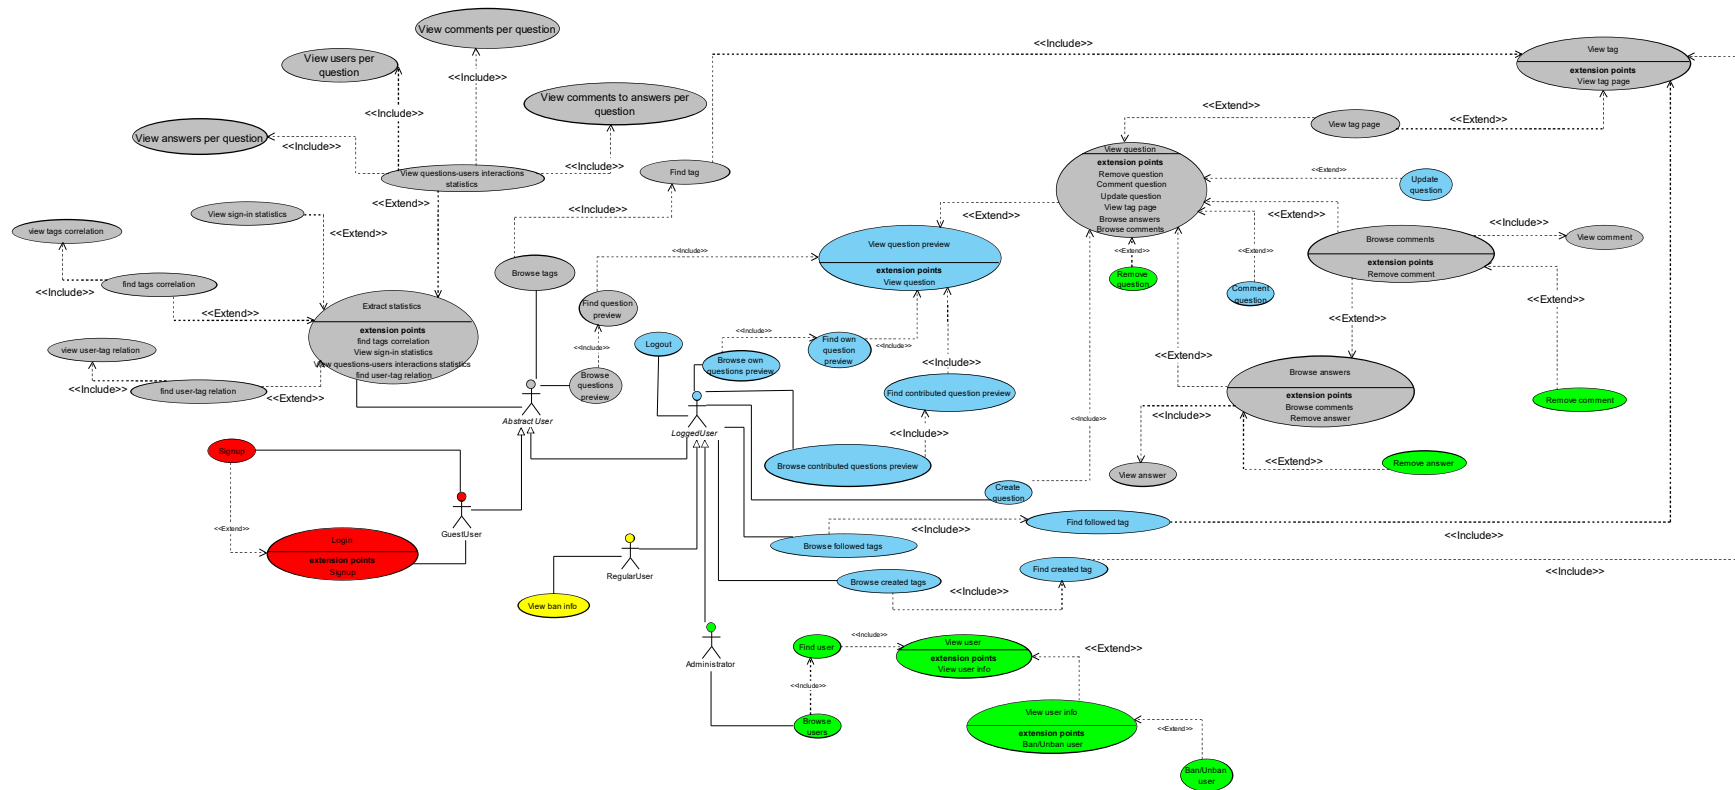 View comments per question
<<Include>>
View tag
extension points
View tag page
View users per
question
<<Include>>
<<Include>>
View comments to answers per
question
<<Extend>>
View tag page
<<Extend>>
View answers per question
<<Include>>
<<Include>>
View questions-users interactions
statistics
Find tag
View question
extension points
Remove question
Comment question
Update question
View tag page
Browse answers
Browse comments
<<Extend>>
Update
question
<<Extend>>
View sign-in statistics
<<Include>>
<<Extend>>
<<Extend>>
<<Include>>
view tags correlation
<<Extend>>
<<Include>>
View question preview
extension points
View question
<<Extend>>
Browse comments
extension points
Remove comment
View comment
<<Include>>
find tags correlation
Browse tags
Remove
question
Comment
question
<<Extend>>
Extract statistics
extension points
find tags correlation
View sign-in statistics
View questions-users interactions statistics
find user-tag relation
<<Extend>>
Find question
preview
<<Extend>>
view user-tag relation
<<Include>>
Logout
<<Include>>
Find own
question
preview
<<Include>>
<<Include>>
<<Extend>>
Browse own
questions preview
<<Include>>
find user-tag relation
<<Extend>>
Browse
questions
preview
Find contributed question preview
Browse answers
extension points
Browse comments
Remove answer
Remove comment
Abstract User
LoggedUser
<<Include>>
<<Include>>
<<Include>>
Signup
Browse contributed questions preview
<<Extend>>
Remove answer
View answer
Create
question
<<Extend>>
GuestUser
Login
extension points
Signup
<<Include>>
Find followed tag
<<Include>>
Browse followed tags
RegularUser
Find created tag
<<Include>>
Browse created tags
<<Include>>
View ban info
Administrator
Find user
<<Include>>
View user
extension points
View user info
<<Extend>>
<<Include>>
Browse
users
View user info
extension points
Ban/Unban user
<<Extend>>
Ban/Unban
user